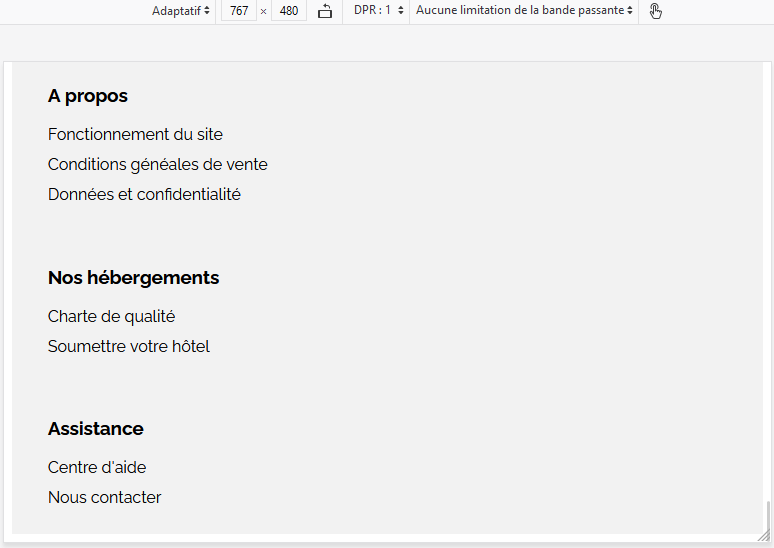 Adaptatif 767 × 480 DPR : 1 Aucune limitation de la bande passante
A propos
Fonctionnement du site
Conditions généales de vente
Données et confidentialité
Nos hébergements
Charte de qualité
Soumettre votre hôtel
Assistance
Centre d'aide
Nous contacter